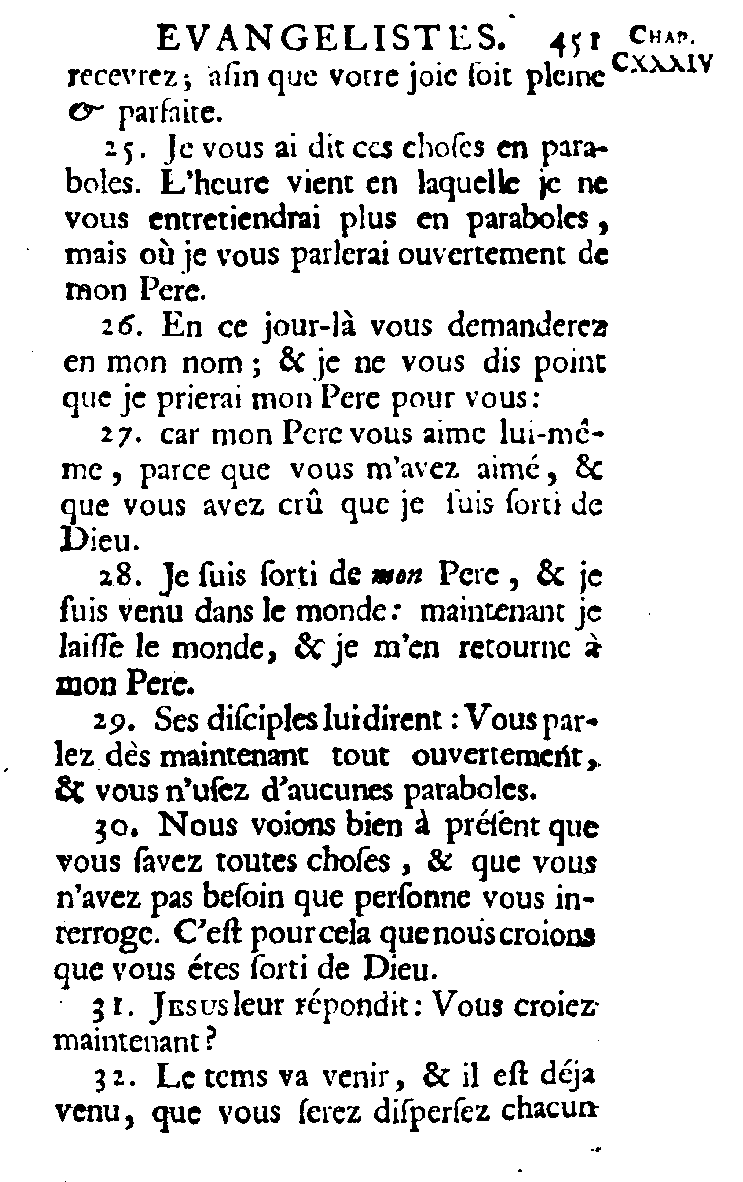 EVANGELISTES. 451 CHAP.
CXXXIV
recevrez; afin que votre joie ſoit pleine
& parfaite.
25. Je vous ai dit ces choſes en para-
boles. L'heure vient en laquelle je ne
vous entretiendrai plus en paraboles,
mais où je vous parlerai ouvertement de
mon Pere.
26. En ce jour-là vous demanderez
en mon nom; & je ne vous dis point
que je prierai mon Pere pour vous:
27. car mon Pere vous aime lui-mê-
me, parce que vous m'avez aimé, &
que vous avez crû que je ſuis ſorti de
Dieu.
28. Je ſuis ſorti de mon Pere, & je
ſuis venu dans le monde: maintenant je
laiſſe le monde, & je m'en retourne à
mon Pere.
29. Ses diſciples lui dirent : Vous par-
lez dès maintenant tout ouvertement,
& vous n'uſez d'aucunes paraboles.
30. Nous voions bien à préſent que
vous ſavez toutes choſes, & que vous
n'avez pas beſoin que perſonne vous in-
terroge. C'eſt pour cela que nous croions
que vous étes ſorti de Dieu.
31. JESUS leur répondit: Vous croiez
maintenant?
32. Le tems va venir, & il eſt déja
venu, que vous ſerez diſperſez chacun